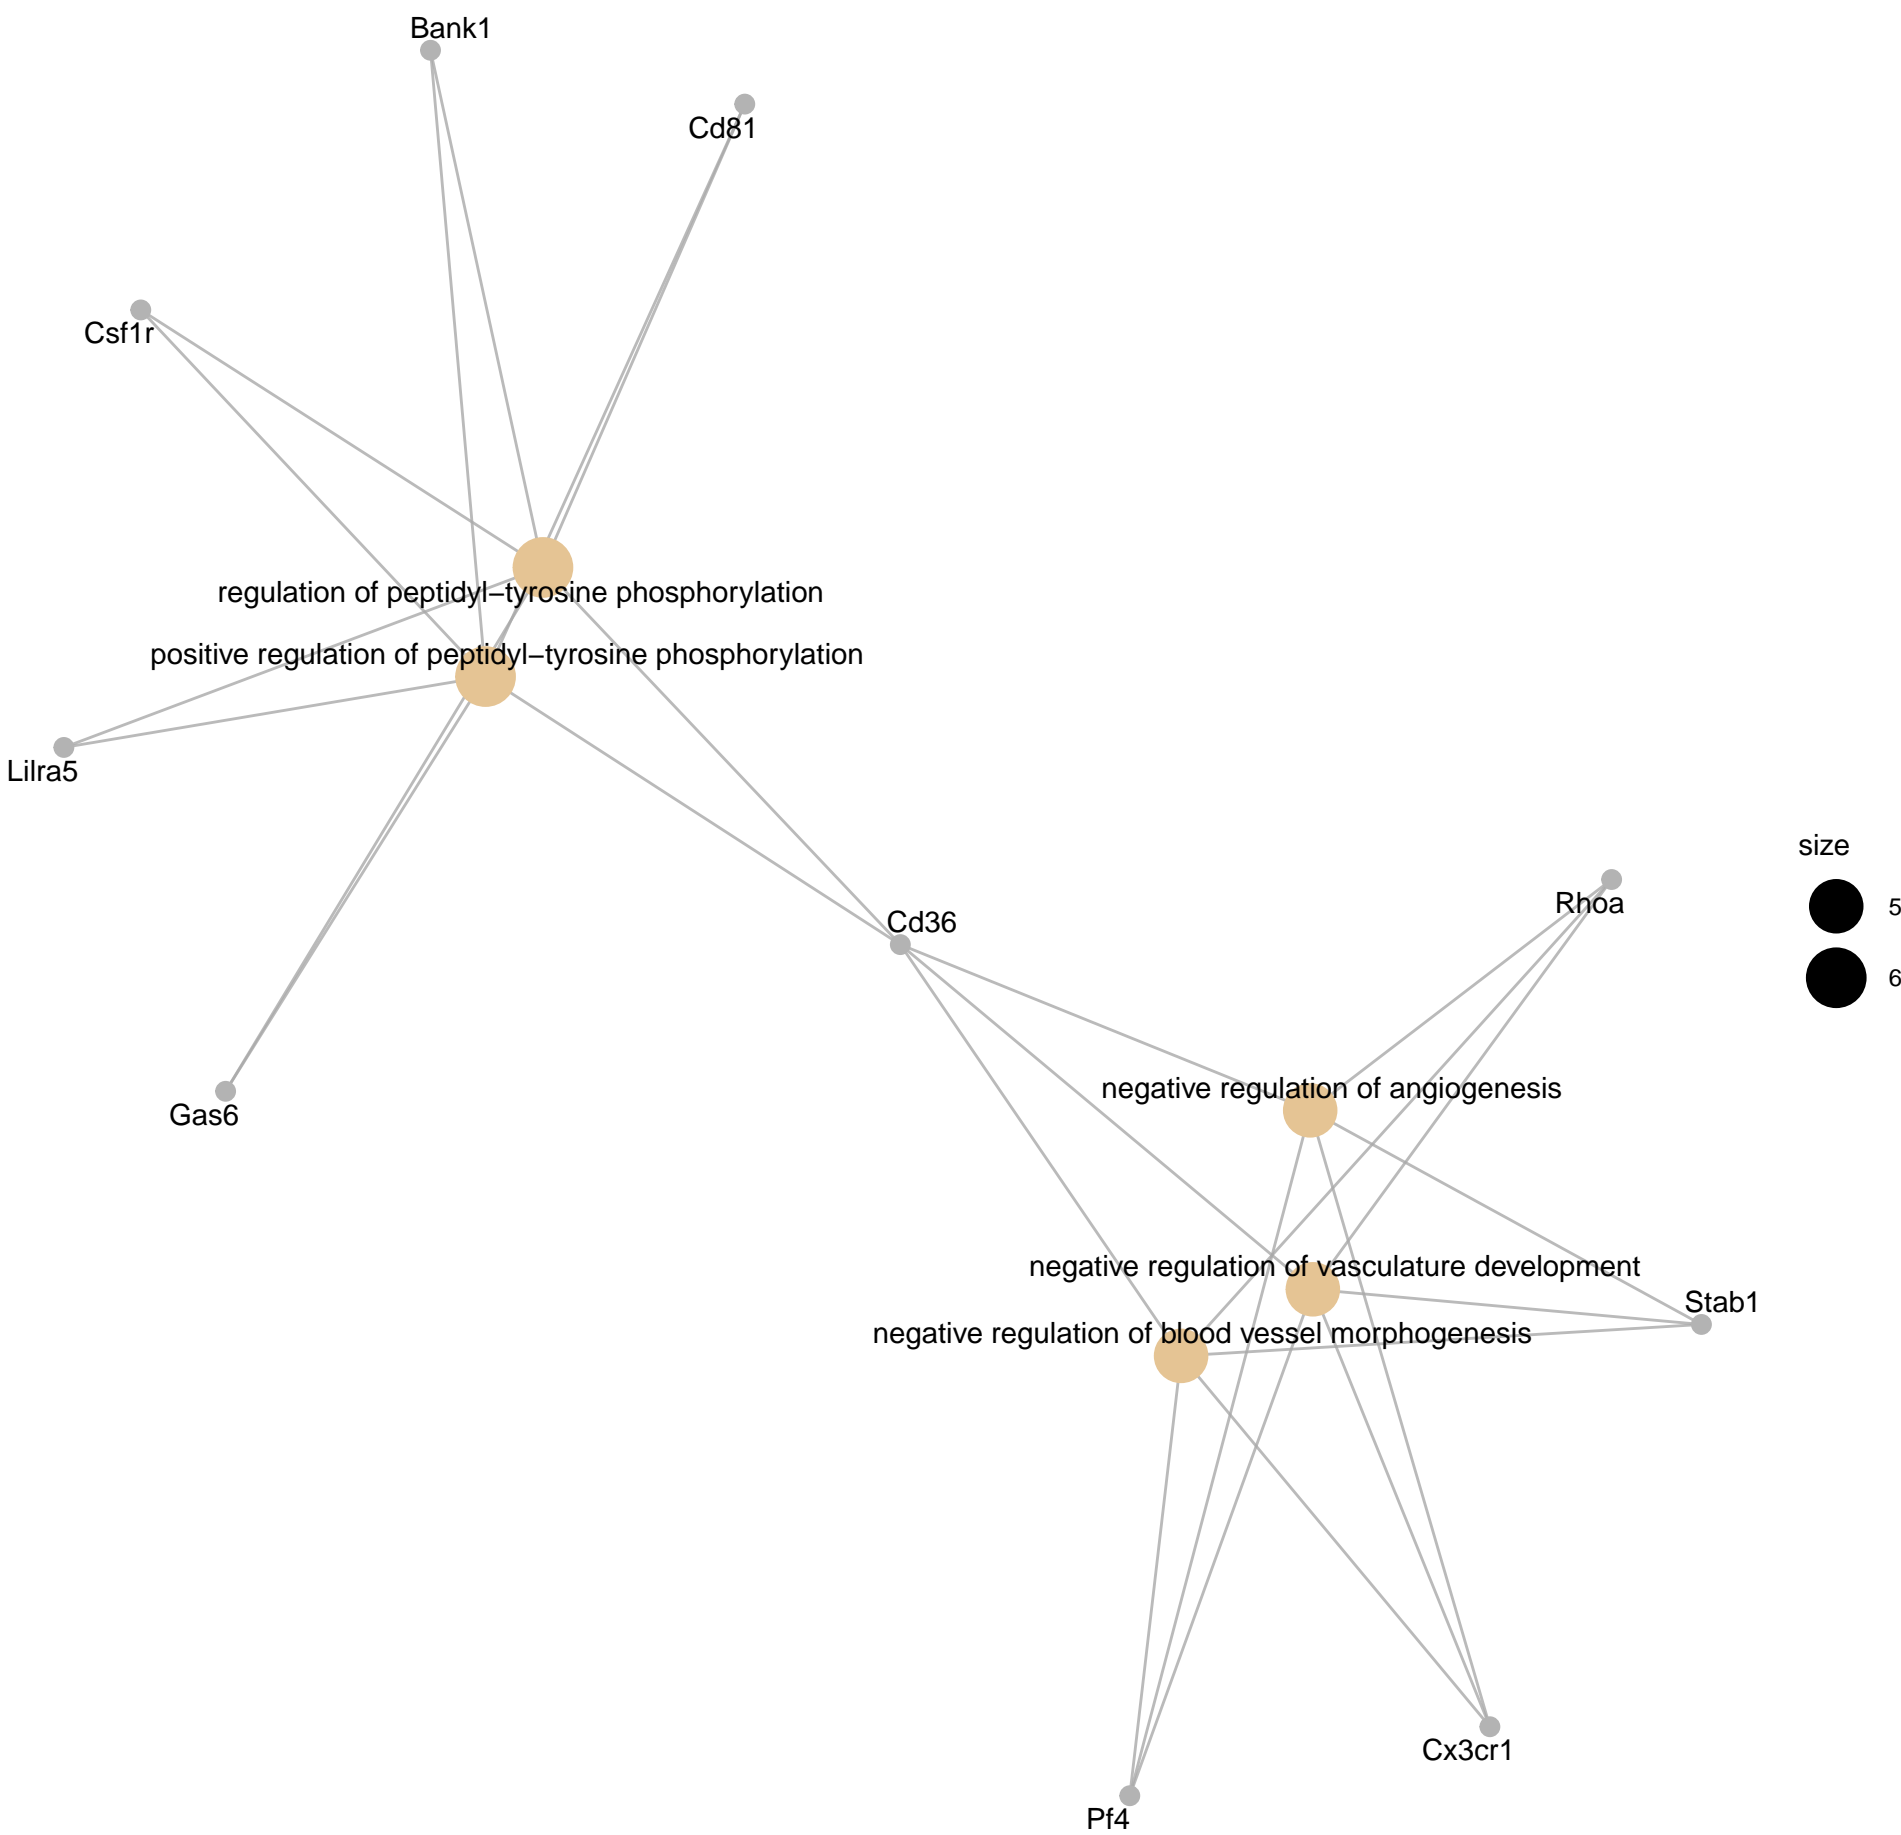 Bank1
Cd81
Csf1r
regulation of peptidyl−tyrosine phosphorylation
positive regulation of peptidyl−tyrosine phosphorylation
Lilra5
size
5
6
Rhoa
Cd36
negative regulation of angiogenesis
Gas6
negative regulation of vasculature development
Stab1
negative regulation of blood vessel morphogenesis
Cx3cr1
Pf4